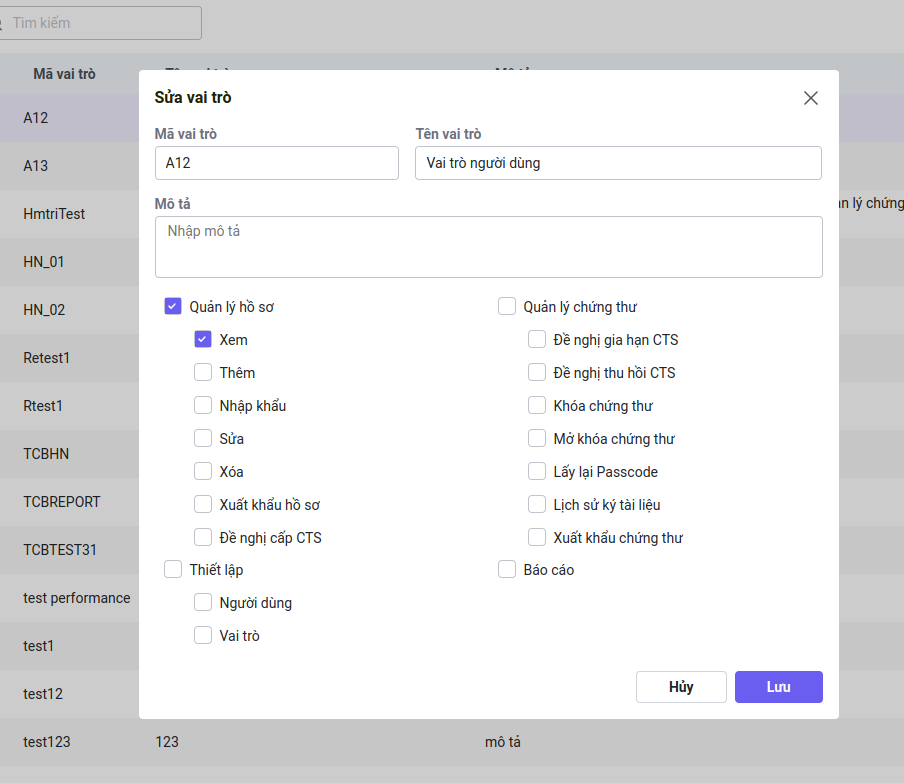 Tìm kiếm
Mã vai trò
Sửa vai trò
Mã vai trò
Tên vai trò
A12
Vai trò người dùng
Mô tả
Nhập mô tả
Quản lý hồ sơ
Xem
Thêm
Nhập khẩu
Sửa
Xóa
Xuất khẩu hồ sơ
Đề nghị cấp CTS
Thiết lập
Người dùng
Vai trò
Quản lý chứng thư
Đề nghị gia hạn CTS
Đề nghị thu hồi CTS
Khóa chứng thư
Mở khóa chứng thư
Lấy lại Passcode
Lịch sử ký tài liệu
Xuất khẩu chứng thư
Báo cáo
Hủy
Lưu
A12
A13
HmtriTest
lý chứng
HN_01
HN_02
Retest1
Rtest1
TCBHN
TCBREPORT
TCBTEST31
test performance
test1
test12
test123 123 mô tả